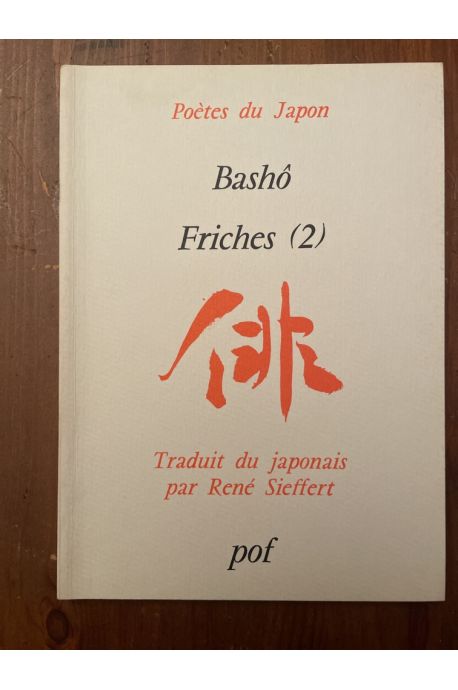 Poètes du Japon
Bashô
Friches (2)
俳
Traduit du japonais
par René Sieffert
pof